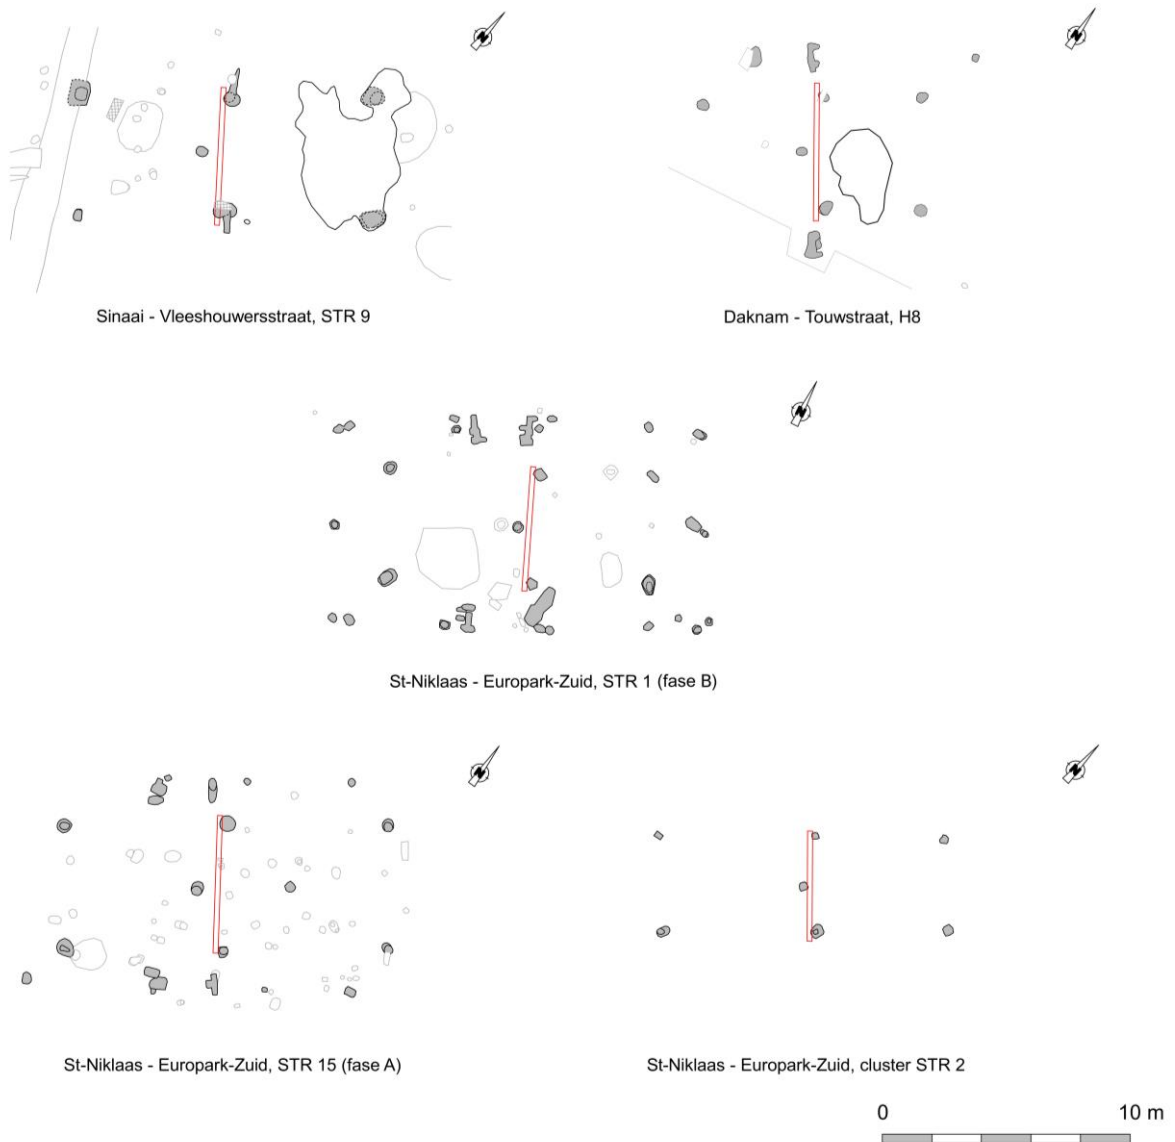 N
N
Sinaai - Vleeshouwersstraat, STR 9
Daknam - Touwstraat, H8
N
St-Niklaas - Europark-Zuid, STR 1 (fase B)
N
N
St-Niklaas - Europark-Zuid, STR 15 (fase A)
St-Niklaas - Europark-Zuid, cluster STR 2
0 10 m